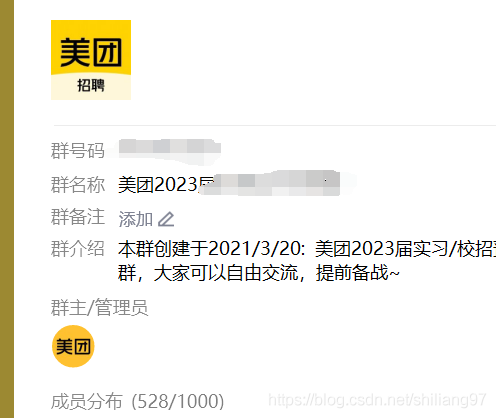 美团
招聘
群号码
群名称 美团2023届
群备注 添加
群介绍 本群创建于2021/3/20: 美团2023届实习/校招
群，大家可以自由交流，提前备战~
群主/管理员
美团
成员分布 (528/1000)
https://blog.csdn.net/shiliang97